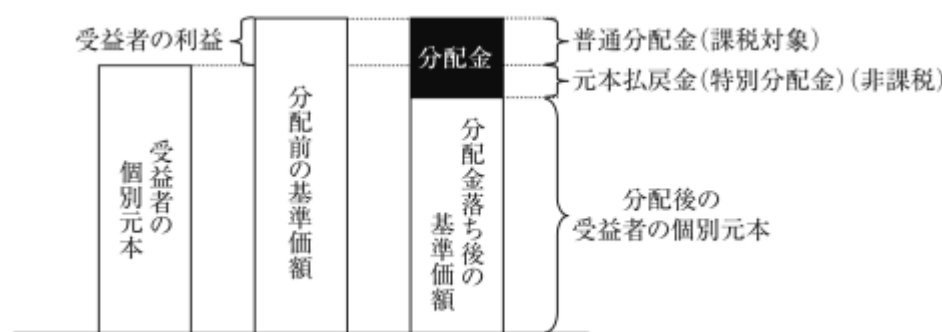 受益者の利益
分配金
普通分配金(課税対象)
元本払戻金(特別分配金)(非課税)
受益者の
個別元本
分配前の基準価額
分配金落ち後の
基準価額
分配後の
受益者の個別元本